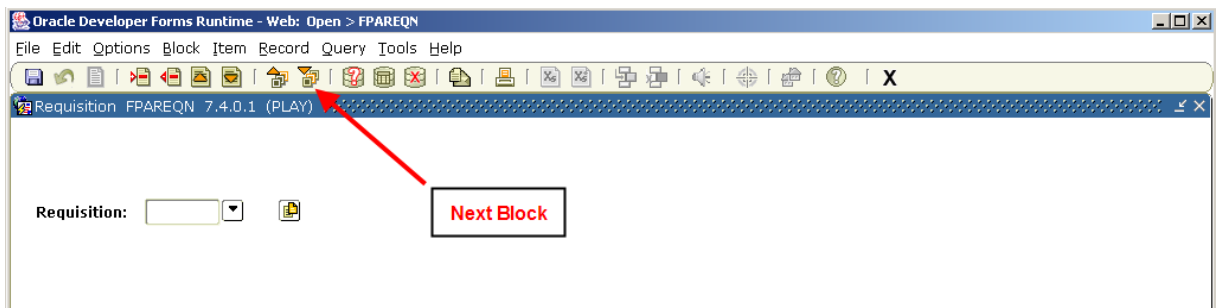 Oracle Developer Forms Runtime - Web: Open > FPAREQN
File Edit Options Block Item Record Query Tools Help
X
Requisition FPAREQN 7.4.0.1 (PLAY)
Requisition:
Next Block